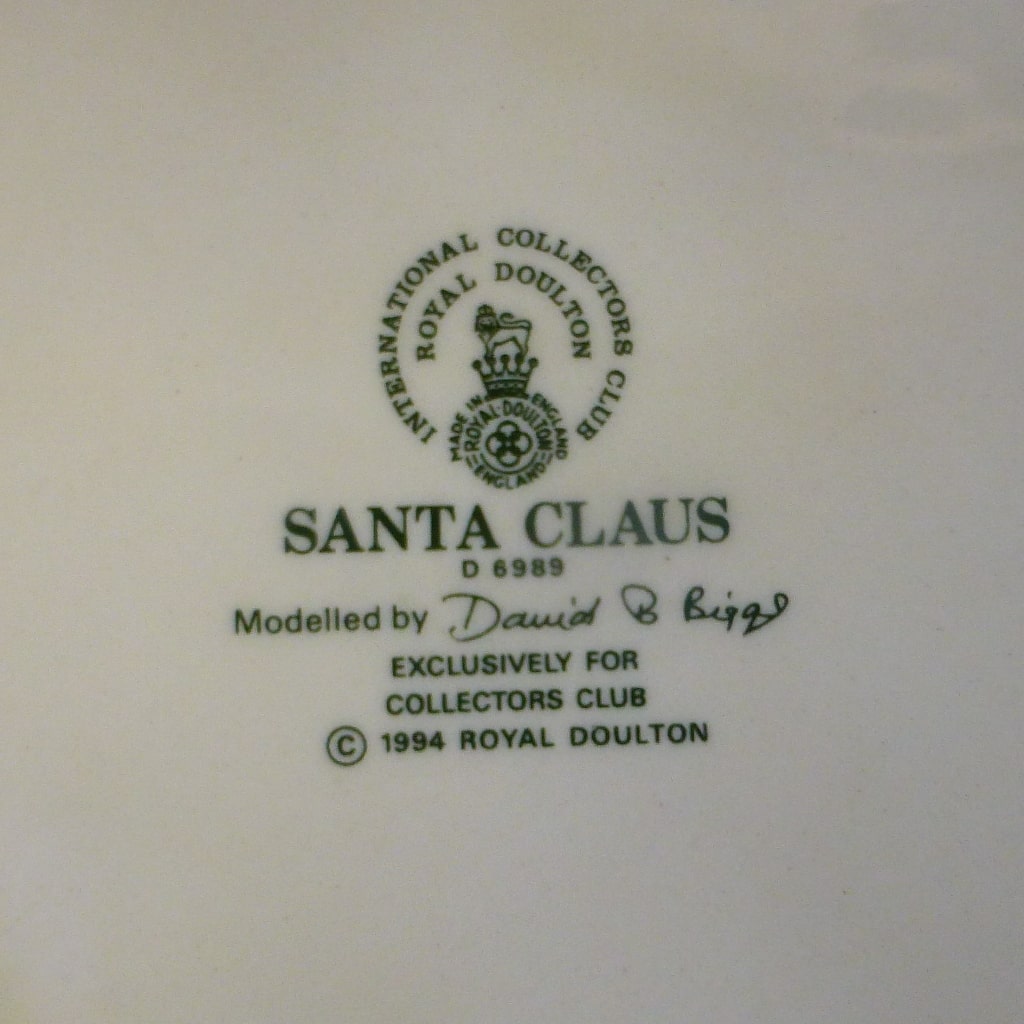 INTERNATIONAL COLLECTORS CLUB
ROYAL DOULTON
MADE IN ENGLAND
ROYAL-DOULTON
ENGLAND
SANTA CLAUS
D 6989
Modelled by David B Biggs
EXCLUSIVELY FOR
COLLECTORS CLUB
© 1994 ROYAL DOULTON